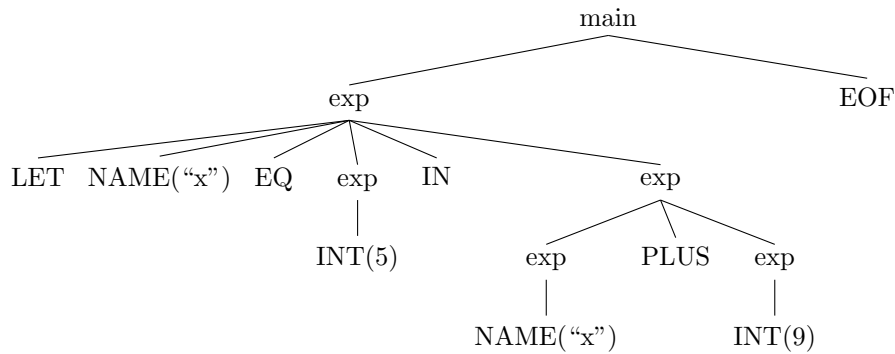 main
exp EOF
LET NAME(“x”) EQ exp IN exp
INT(5) exp PLUS exp
NAME(“x”) INT(9)